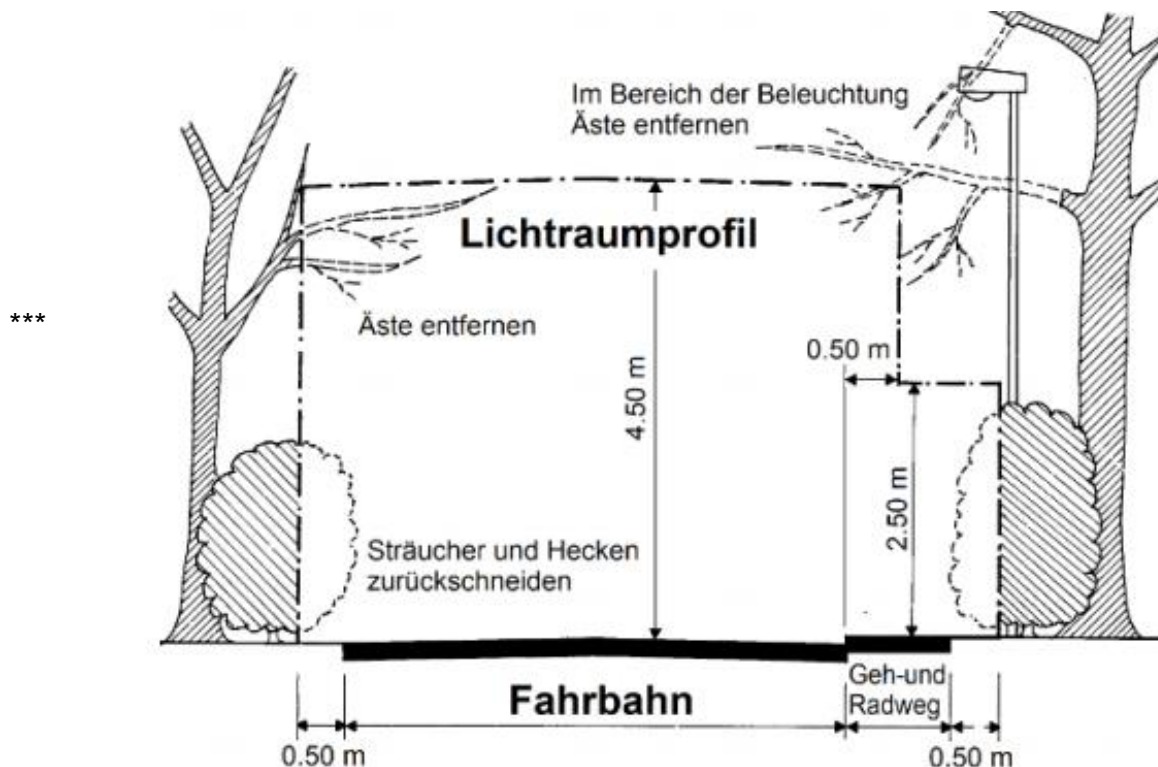 Im Bereich der Beleuchtung
Äste entfernen
Lichtraumprofil
***
Äste entfernen
0.50 m
4.50 m
2.50 m
Sträucher und Hecken
zurückschneiden
Fahrbahn
Geh-und
Radweg
0.50 m
0.50 m